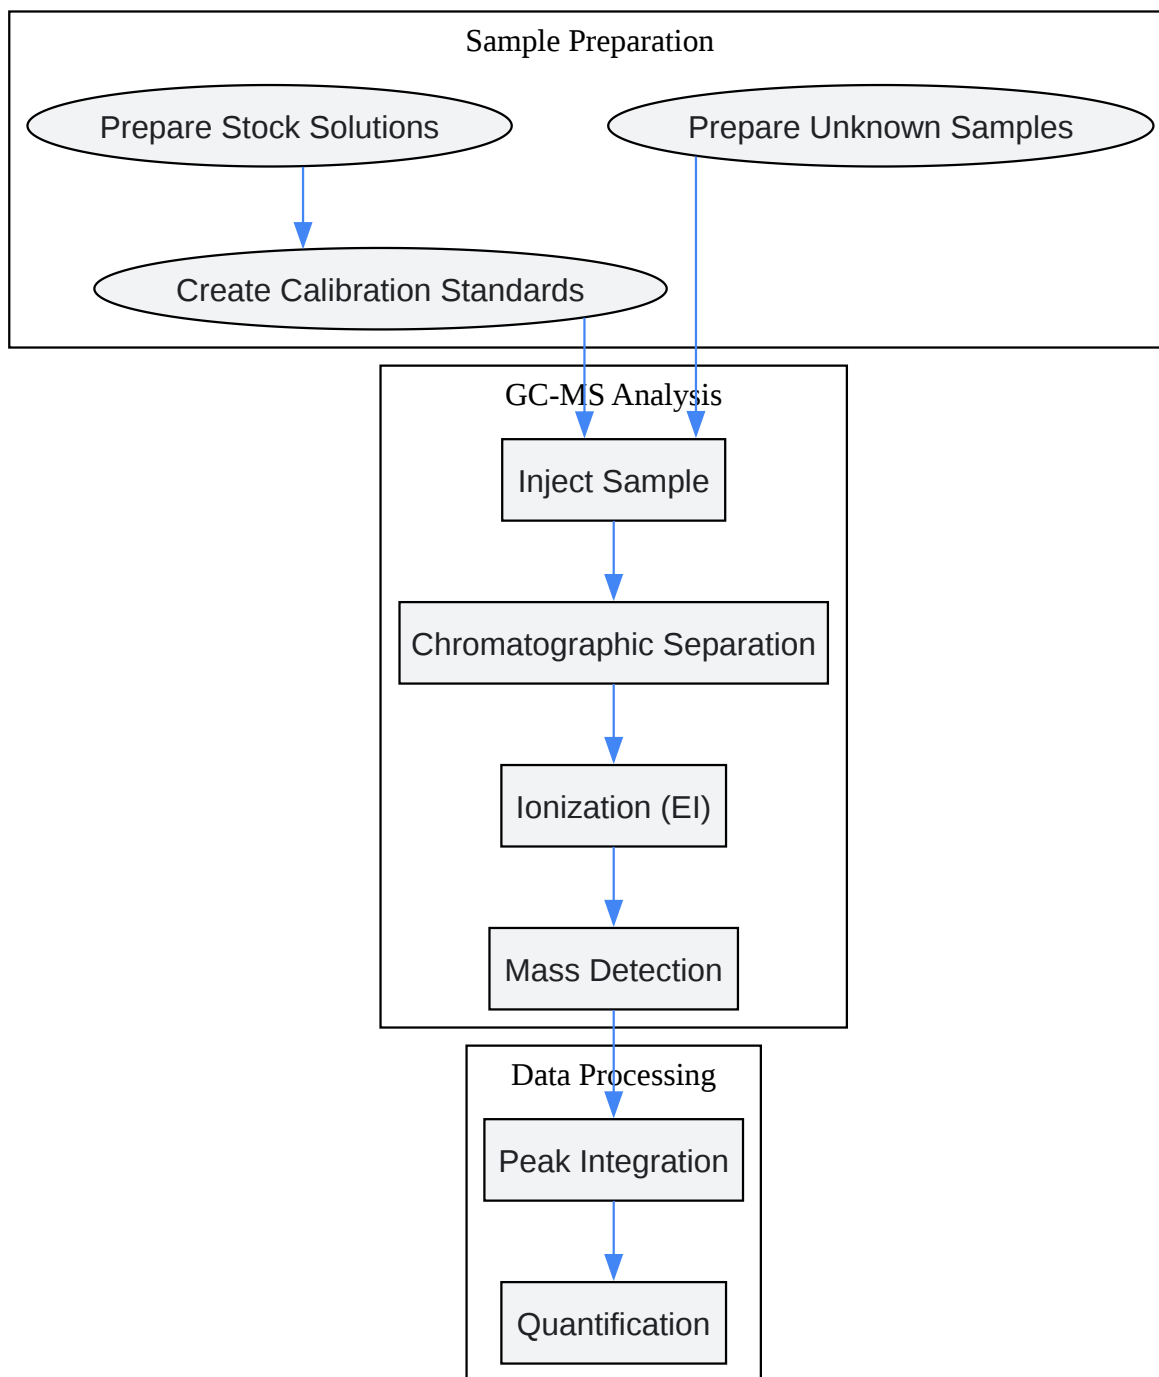 Sample Preparation
Prepare Stock Solutions
Prepare Unknown Samples
Create Calibration Standards
GC-MS Analysis
Inject Sample
Chromatographic Separation
Ionization (EI)
Mass Detection
Data Processing
Peak Integration
Quantification